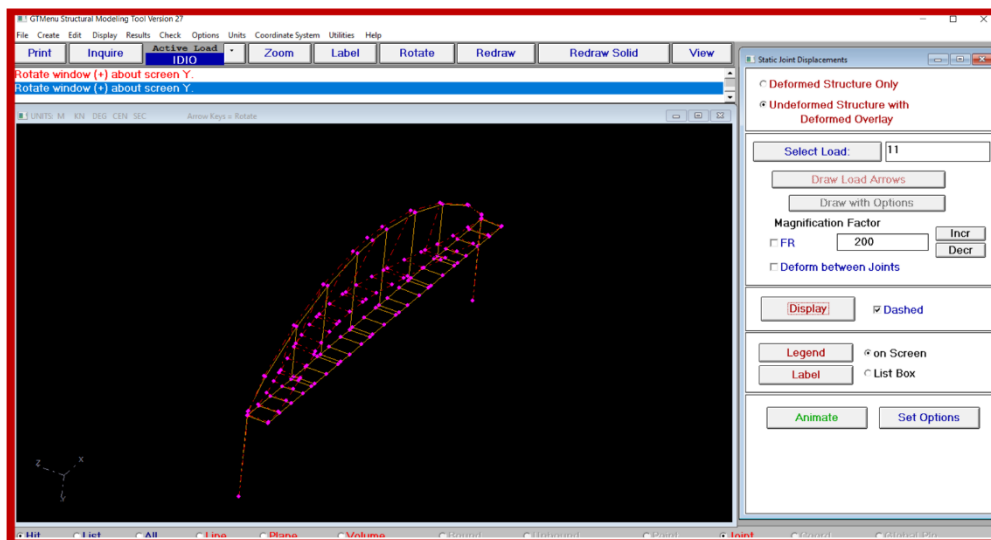 GTMenu Structural Modeling Tool Version 27
File Create Edit Display Results Check Options Units Coordinate System Utilities Help
Print Inquire Active Load Zoom Label Rotate Redraw Redraw Solid View
IDIO
Rotate window (+) about screen Y.
Rotate window (+) about screen Y.
UNITS: M KN DEG CEN SEC Arrow Keys = Rotate
z x
y
Static Joint Displacements
Deformed Structure Only
Undeformed Structure with
Deformed Overlay
Select Load: 11
Draw Load Arrows
Draw with Options
Magnification Factor
FR 200 Incr
Decr
Deform between Joints
Display Dashed
Legend on Screen
Label List Box
Animate Set Options
Hit List All Line Plane Volume Joint Coord